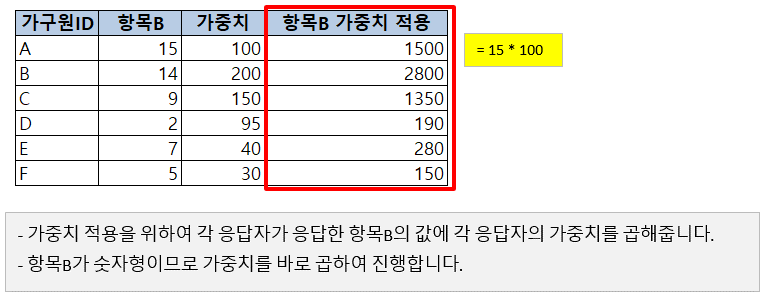 가구원ID 항목B 가중치 항목B 가중치 적용
A 15 100 1500
= 15 * 100
B 14 200 2800
C 9 150 1350
D 2 95 190
E 7 40 280
F 5 30 150
- 가중치 적용을 위하여 각 응답자가 응답한 항목B의 값에 각 응답자의 가중치를 곱해줍니다.
- 항목B가 숫자형이므로 가중치를 바로 곱하여 진행합니다.